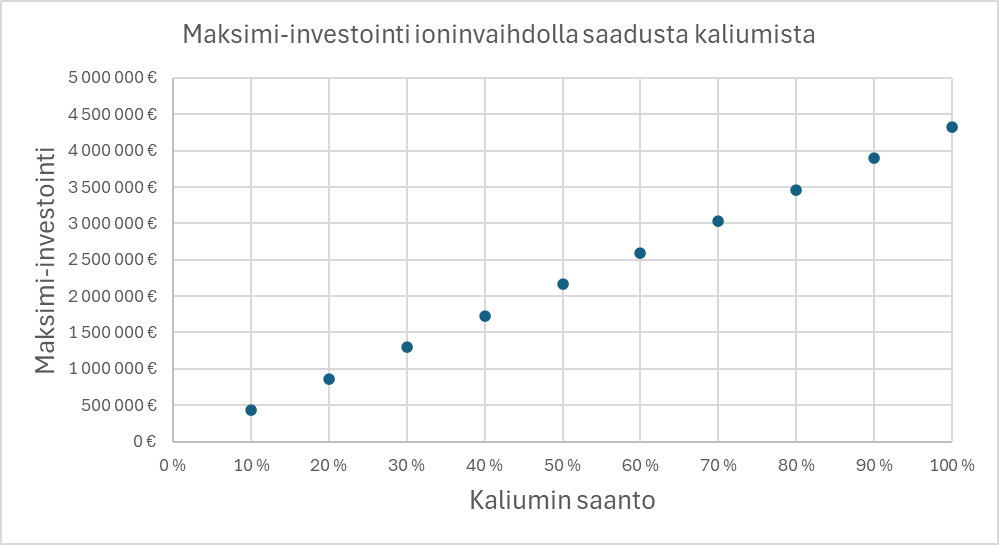 Maksimi-investointi ioninvaihdolla saadusta kaliumista
Maksimi-investointi
5 000 000 €
4 500 000 €
4 000 000 €
3 500 000 €
3 000 000 €
2 500 000 €
2 000 000 €
1 500 000 €
1 000 000 €
500 000 €
0 €
0 % 10 % 20 % 30 % 40 % 50 % 60 % 70 % 80 % 90 % 100 %
Kaliumin saanto